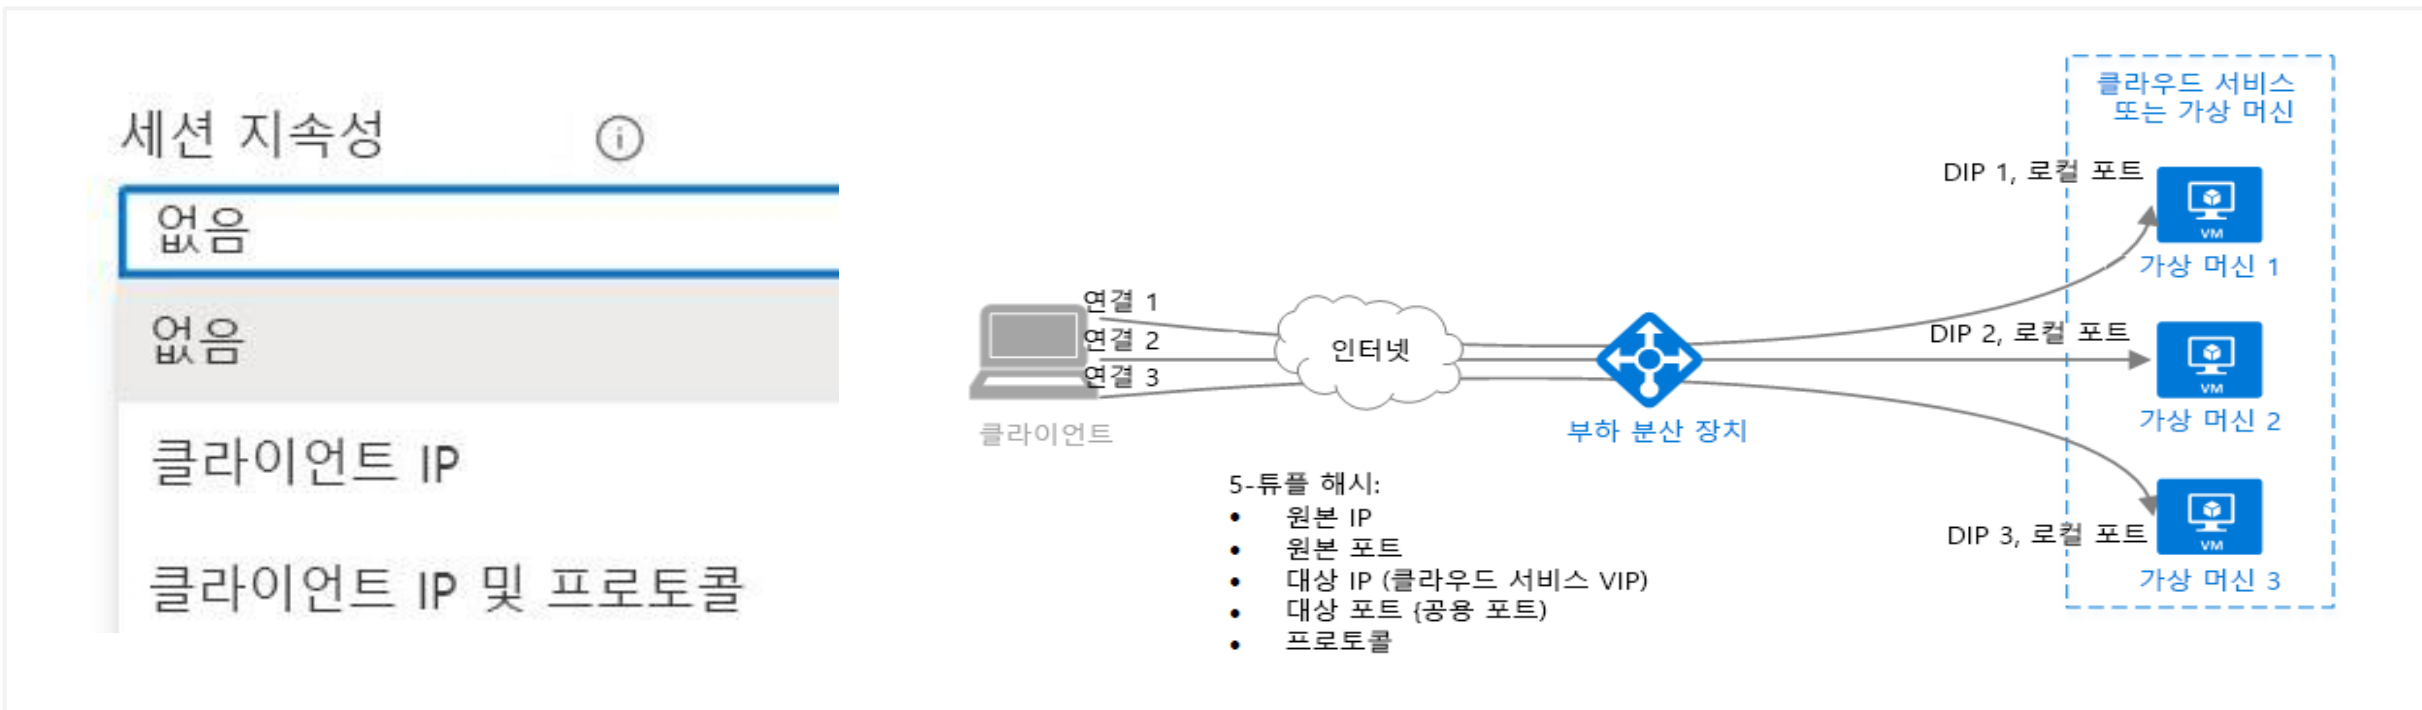 세션 지속성
없음
없음
클라이언트 IP
클라이언트 IP 및 프로토콜
클라우드 서비스
또는 가상 머신
DIP 1, 로컬 포트
VM
가상 머신 1
연결 1
연결 2
연결 3
인터넷
DIP 2, 로컬 포트
VM
가상 머신 2
클라이언트
부하 분산 장치
5-튜플 해시:
• 원본 IP
• 원본 포트
• 대상 IP (클라우드 서비스 VIP)
• 대상 포트 {공용 포트)
• 프로토콜
DIP 3, 로컬 포트
VM
가상 머신 3